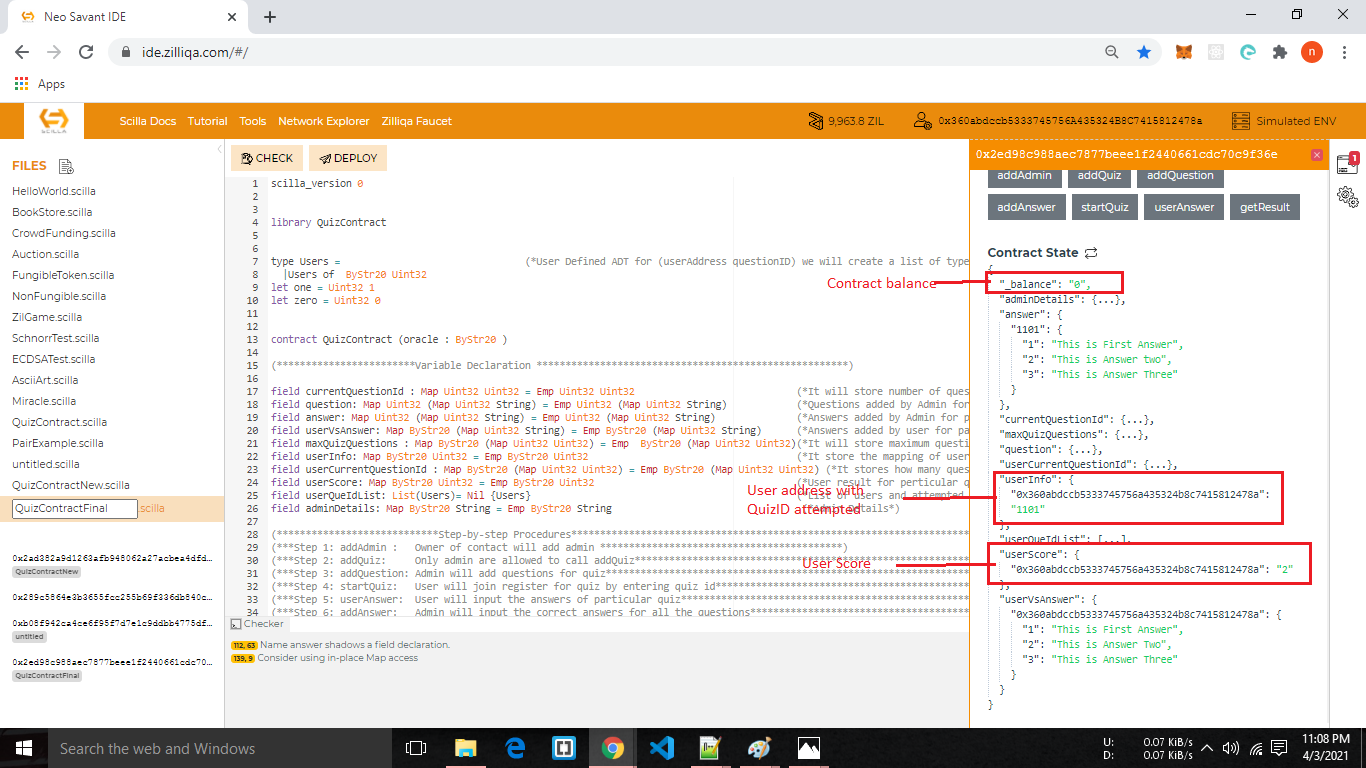 Neo Savant IDE
ide.zilliqa.com/#/
n
Apps
SCILLA
Scilla Docs Tutorial Tools Network Explorer Zilliqa Faucet
9,963.8 ZIL
0x360abdccb5333745756A435324B8C7415812478a
Simulated ENV
FILES
HelloWorld.scilla
BookStore.scilla
CrowdFunding.scilla
Auction.scilla
FungibleToken.scilla
NonFungible.scilla
ZilGame.scilla
SchnorrTest.scilla
ECDSATest.scilla
AsciiArt.scilla
Miracle.scilla
QuizContract.scilla
PairExample.scilla
untitled.scilla
QuizContractNew.scilla
QuizContractFinal .scilla
0x2ad382a9d1263afb948062a27acbea4dfd...
QuizContractNew
0x289c5864e3b3655fcc255b69f336db840c...
0xb08f942ca4ce6f95f7d7e1c9ddbb4775df...
untitled
0x2ed98c988aec7877beee1f2440661cdc70...
QuizContractFinal
CHECK DEPLOY
1 scilla_version 0
2
3
4 library QuizContract
5
6
7 type Users = (*User Defined ADT for (userAddress questionID) we will create a list of type
8 |Users of ByStr20 Uint32
9 let one = Uint32 1
10 let zero = Uint32 0
11
12
13 contract QuizContract (oracle : ByStr20 )
14
15 (************************Variable Declaration ******************************************************)
16
17 field currentQuestionId : Map Uint32 Uint32 = Emp Uint32 Uint32 (*It will store number of ques
18 field question: Map Uint32 (Map Uint32 String) = Emp Uint32 (Map Uint32 String) (*Questions added by Admin for
19 field answer: Map Uint32 (Map Uint32 String) = Emp Uint32 (Map Uint32 String) (*Answers added by Admin for p
20 field userVsAnswer: Map ByStr20 (Map Uint32 String) = Emp ByStr20 (Map Uint32 String) (*Answers added by user for pa
21 field maxQuizQuestions : Map ByStr20 (Map Uint32 Uint32) = Emp ByStr20 (Map Uint32 Uint32)(*It will store maximum questi
22 field userInfo: Map ByStr20 Uint32 = Emp ByStr20 Uint32 (*It store the mapping of user
23 field userCurrentQuestionId : Map ByStr20 (Map Uint32 Uint32) = Emp ByStr20 (Map Uint32 Uint32) (*It stores how many ques
24 field userScore: Map ByStr20 Uint32 = Emp ByStr20 Uint32 (*User result for perticular q
25 field userQueIdList: List(Users)= Nil {Users} (*List of users and attempted
26 field adminDetails: Map ByStr20 String = Emp ByStr20 String (*Admin Details*)
27
28 (****************************Step-by-step Procedures*********************************************
29 (***Step 1: addAdmin : Owner of contact will add admin ******************************************)
30 (***Step 2: addQuiz: Only admin are allowed to call addQuiz***************************************
31 (***Step 3: addQuestion: Admin will add questions for quiz****************************************
32 (***Step 4: startQuiz: User will join register for quiz by entering quiz id***********************
33 (***Step 5: userAnswer: User will input the answers of particular quiz****************************
34 (***Step 6: addAnswer: Admin will input the correct answers for all the questions*****************
Checker
112, 63 Name answer shadows a field declaration.
139, 9 Consider using in-place Map access
0x2ed98c988aec7877beee1f2440661cdc70c9f36e
addAdmin addQuiz addQuestion
addAnswer startQuiz userAnswer getResult
Contract State
{
"_balance": "0",
"adminDetails": {...},
"answer": {
"1101": {
"1": "This is First Answer",
"2": "This is Answer two",
"3": "This is Answer Three"
}
},
"currentQuestionId": {...},
"maxQuizQuestions": {...},
"question": {...},
"userCurrentQuestionId": {...},
"userInfo": {
"0x360abdccb5333745756a435324b8c7415812478a":
"1101"
},
"userQueIdList": [...],
"userScore": {
"0x360abdccb5333745756a435324b8c7415812478a": "2"
},
"userVsAnswer": {
"0x360abdccb5333745756a435324b8c7415812478a": {
"1": "This is First Answer",
"2": "This is Answer Two",
"3": "This is Answer Three"
}
}
}
Contract balance
User address with
QuizID attempted
User Score
1
Search the web and Windows
U: 0.07 KiB/s
D: 0.07 KiB/s
11:08 PM
4/3/2021